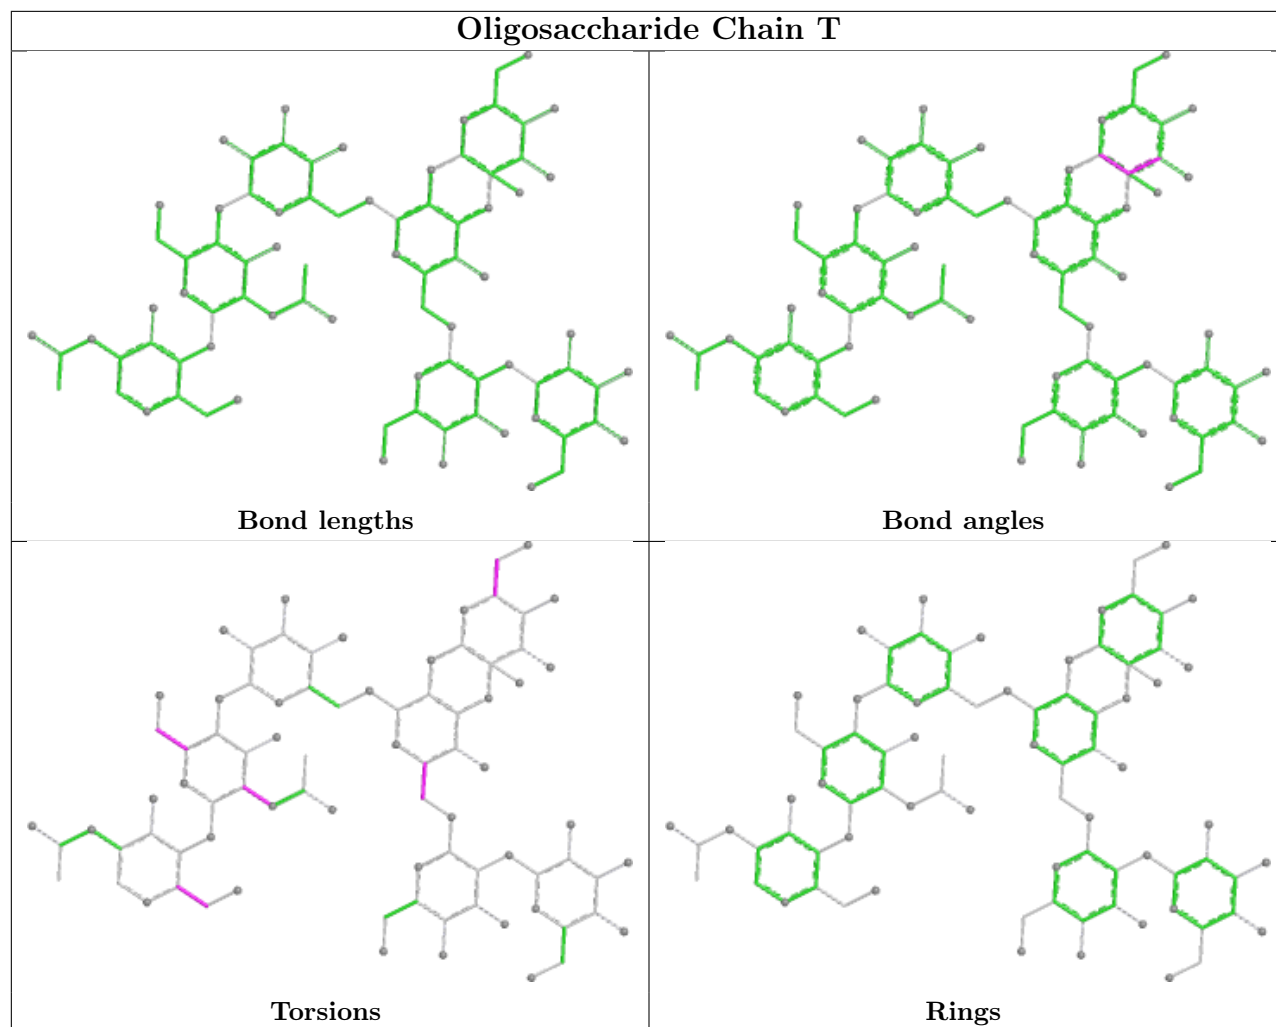 Oligosaccharide Chain T
Bond lengths
Bond angles
Torsions
Rings